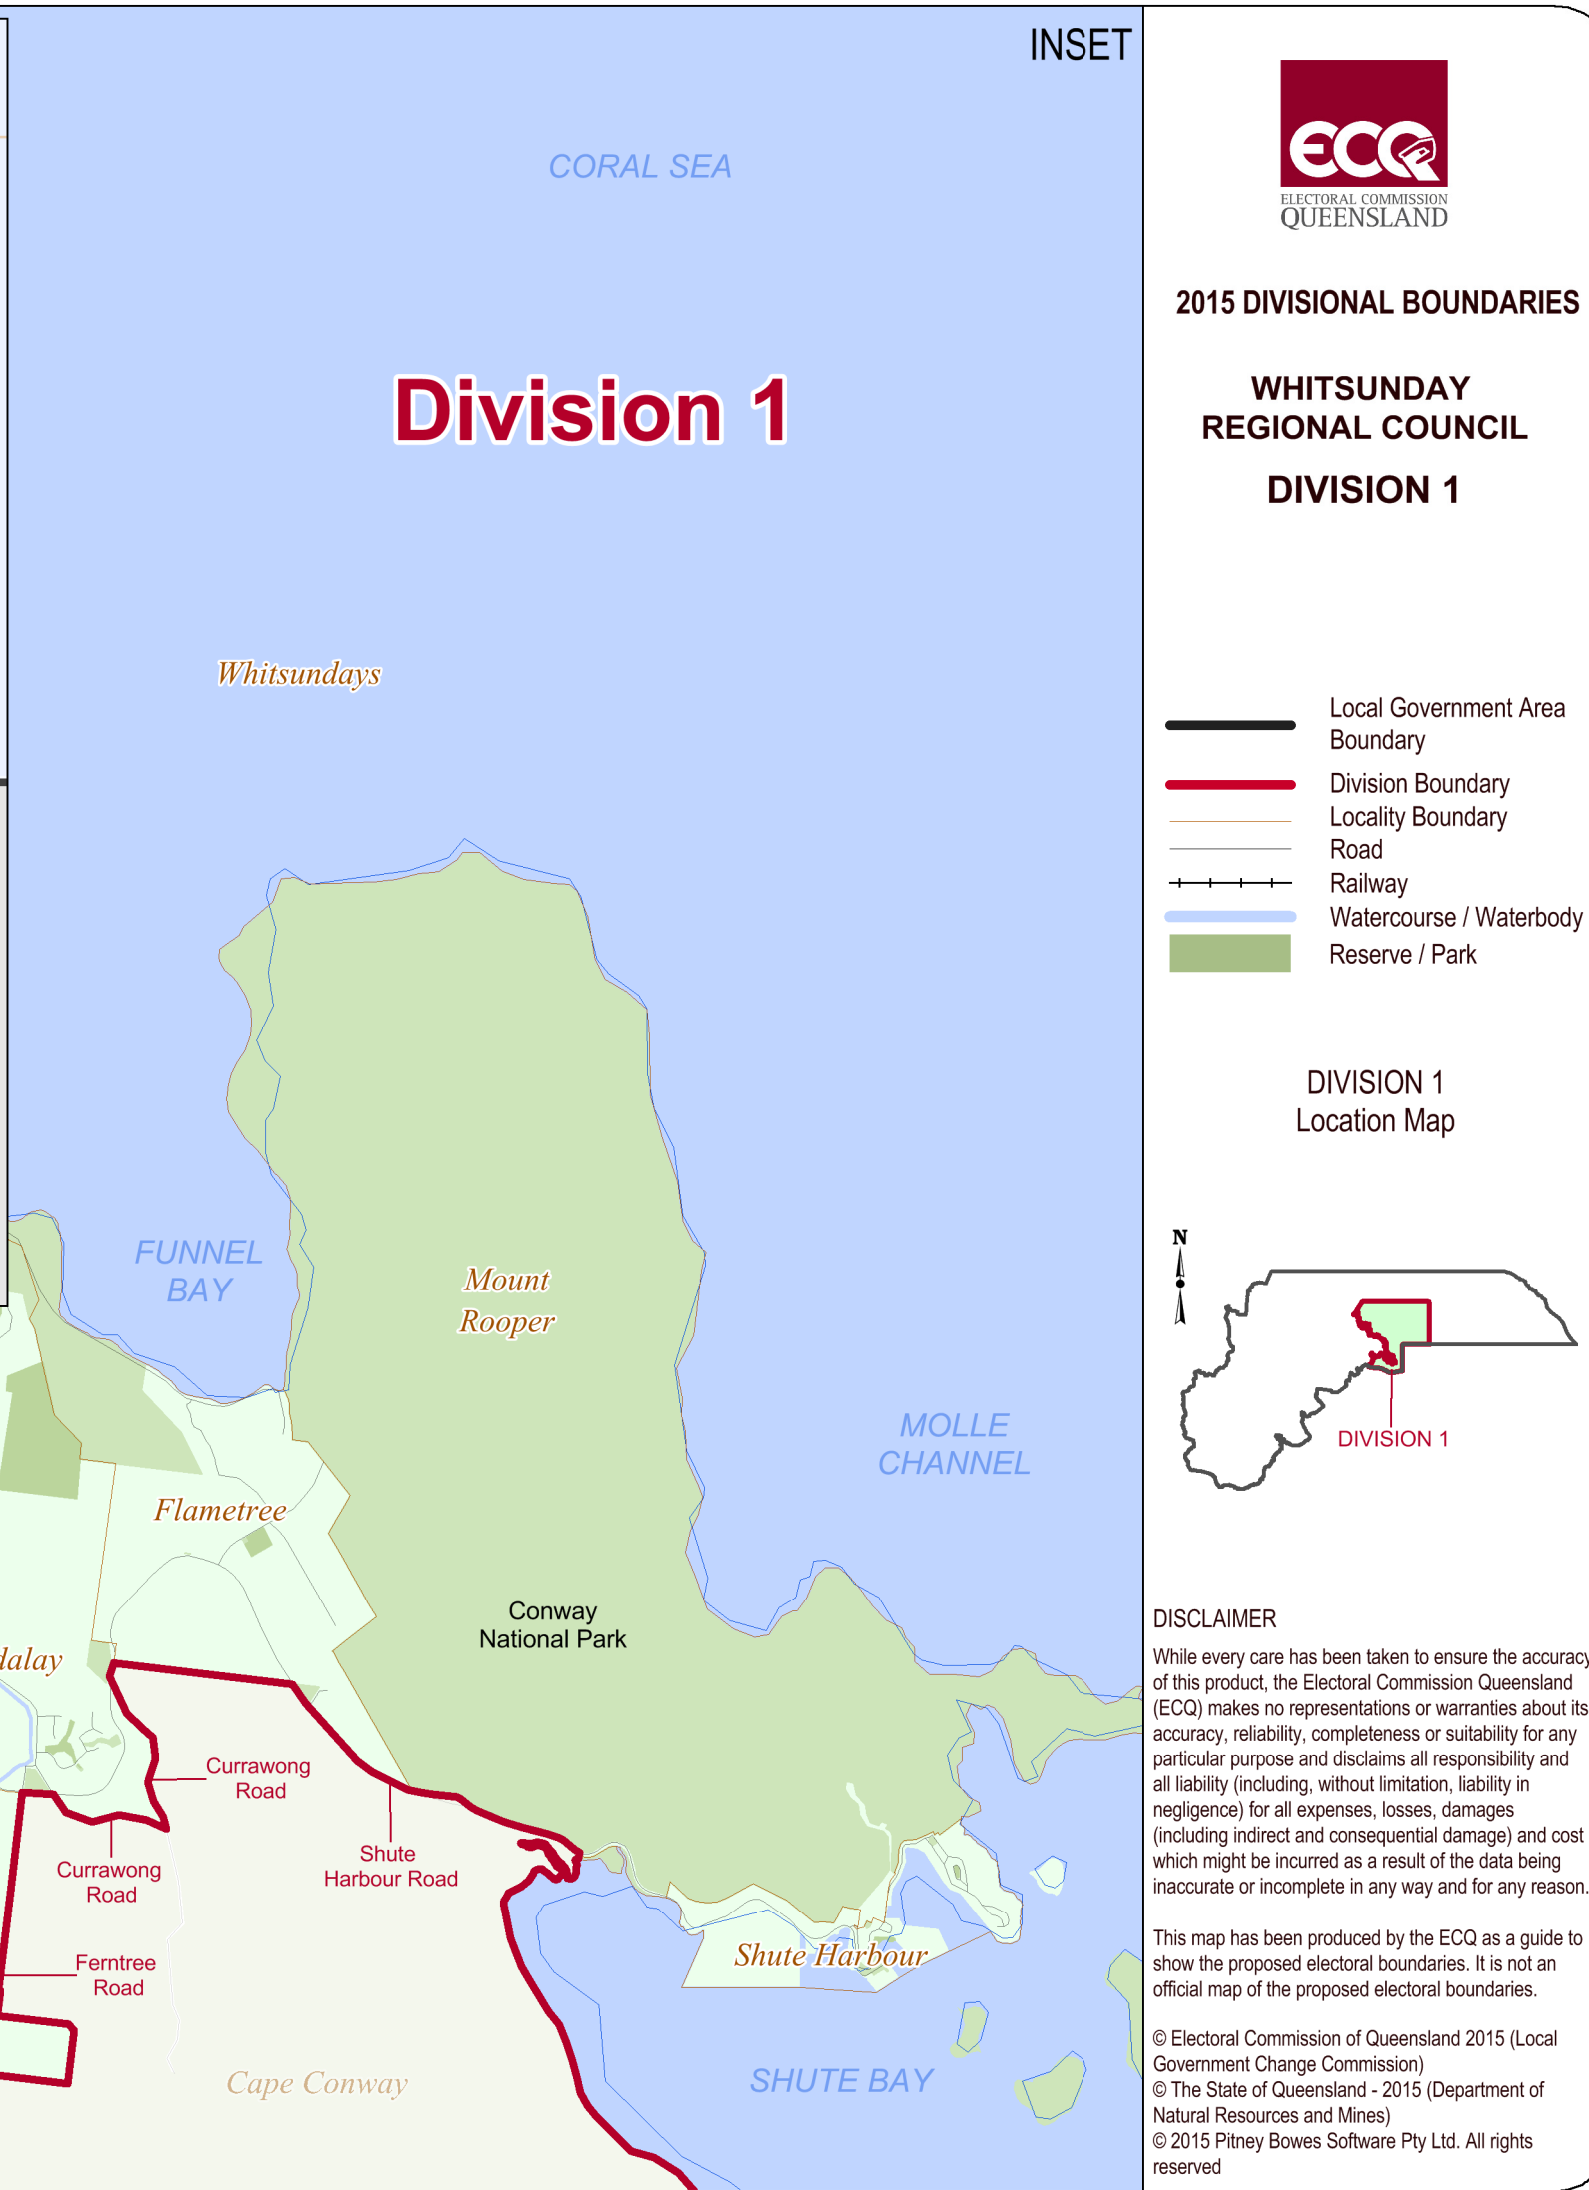 INSET
CORAL SEA
Division 1
Whitsundays
FUNNEL
BAY
Mount
Rooper
MOLLE
CHANNEL
Flametree
Conway
National Park
dalay
Currawong
Road
Shute
Harbour Road
Currawong
Road
Ferntree
Road
Shute Harbour
Cape Conway
SHUTE BAY
ECQ
ELECTORAL COMMISSION
QUEENSLAND
2015 DIVISIONAL BOUNDARIES
WHITSUNDAY
REGIONAL COUNCIL
DIVISION 1
Local Government Area
Boundary
Division Boundary
Locality Boundary
Road
Railway
Watercourse / Waterbody
Reserve / Park
DIVISION 1
Location Map
N
DIVISION 1
DISCLAIMER
While every care has been taken to ensure the accuracy
of this product, the Electoral Commission Queensland
(ECQ) makes no representations or warranties about its
accuracy, reliability, completeness or suitability for any
particular purpose and disclaims all responsibility and
all liability (including, without limitation, liability in
negligence) for all expenses, losses, damages
(including indirect and consequential damage) and cost
which might be incurred as a result of the data being
inaccurate or incomplete in any way and for any reason.
This map has been produced by the ECQ as a guide to
show the proposed electoral boundaries. It is not an
official map of the proposed electoral boundaries.
© Electoral Commission of Queensland 2015 (Local
Government Change Commission)
© The State of Queensland - 2015 (Department of
Natural Resources and Mines)
© 2015 Pitney Bowes Software Pty Ltd. All rights
reserved